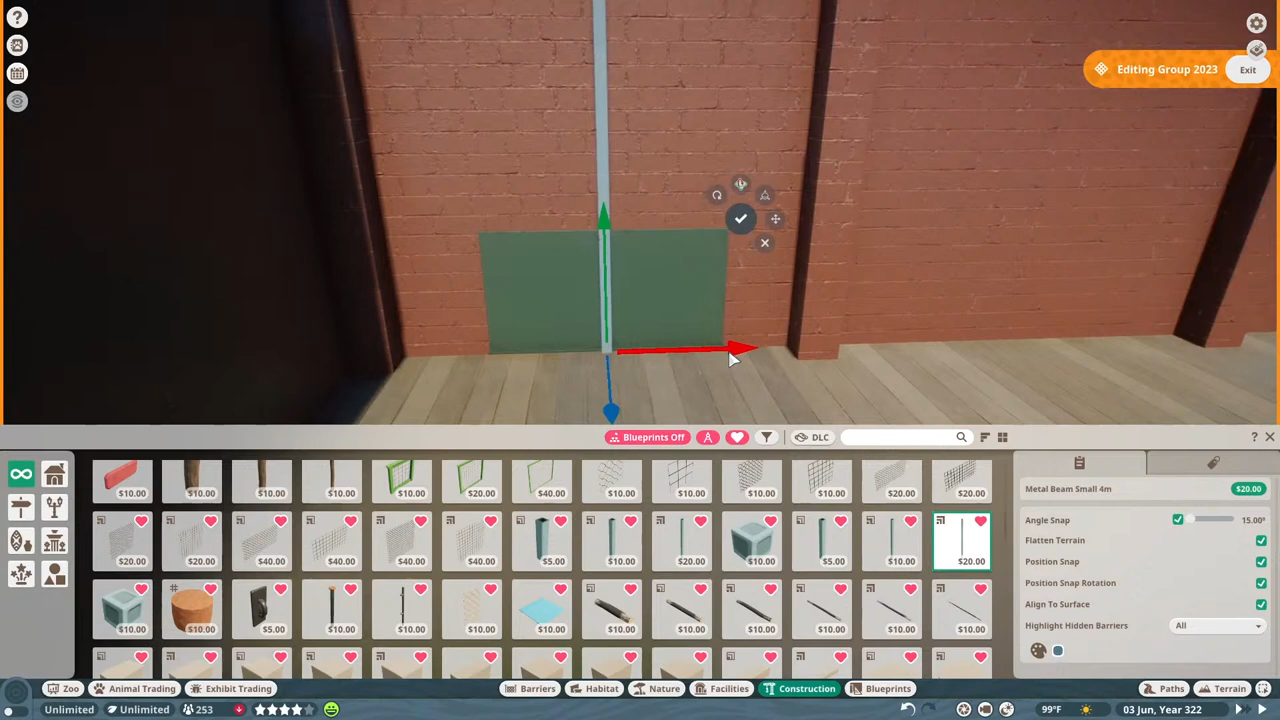 ?
Editing Group 2023
Exit
Blueprints Off
DLC
?
$10.00
$10.00
$10.00
$10.00
$10.00
$20.00
$40.00
$10.00
$10.00
$10.00
$10.00
$20.00
$20.00
$20.00
$20.00
$40.00
$40.00
$40.00
$40.00
$5.00
$10.00
$20.00
$10.00
$5.00
$10.00
$20.00
$10.00
$10.00
$5.00
$10.00
$10.00
$10.00
$10.00
$10.00
$10.00
$10.00
$10.00
$10.00
$10.00
Metal Beam Small 4m
$20.00
Angle Snap
15.00°
Flatten Terrain
Position Snap
Position Snap Rotation
Align To Surface
Highlight Hidden Barriers
All
Zoo
Animal Trading
Exhibit Trading
Barriers
Habitat
Nature
Facilities
Construction
Blueprints
Paths
Terrain
Unlimited
Unlimited
253
99°F
03 Jun, Year 322